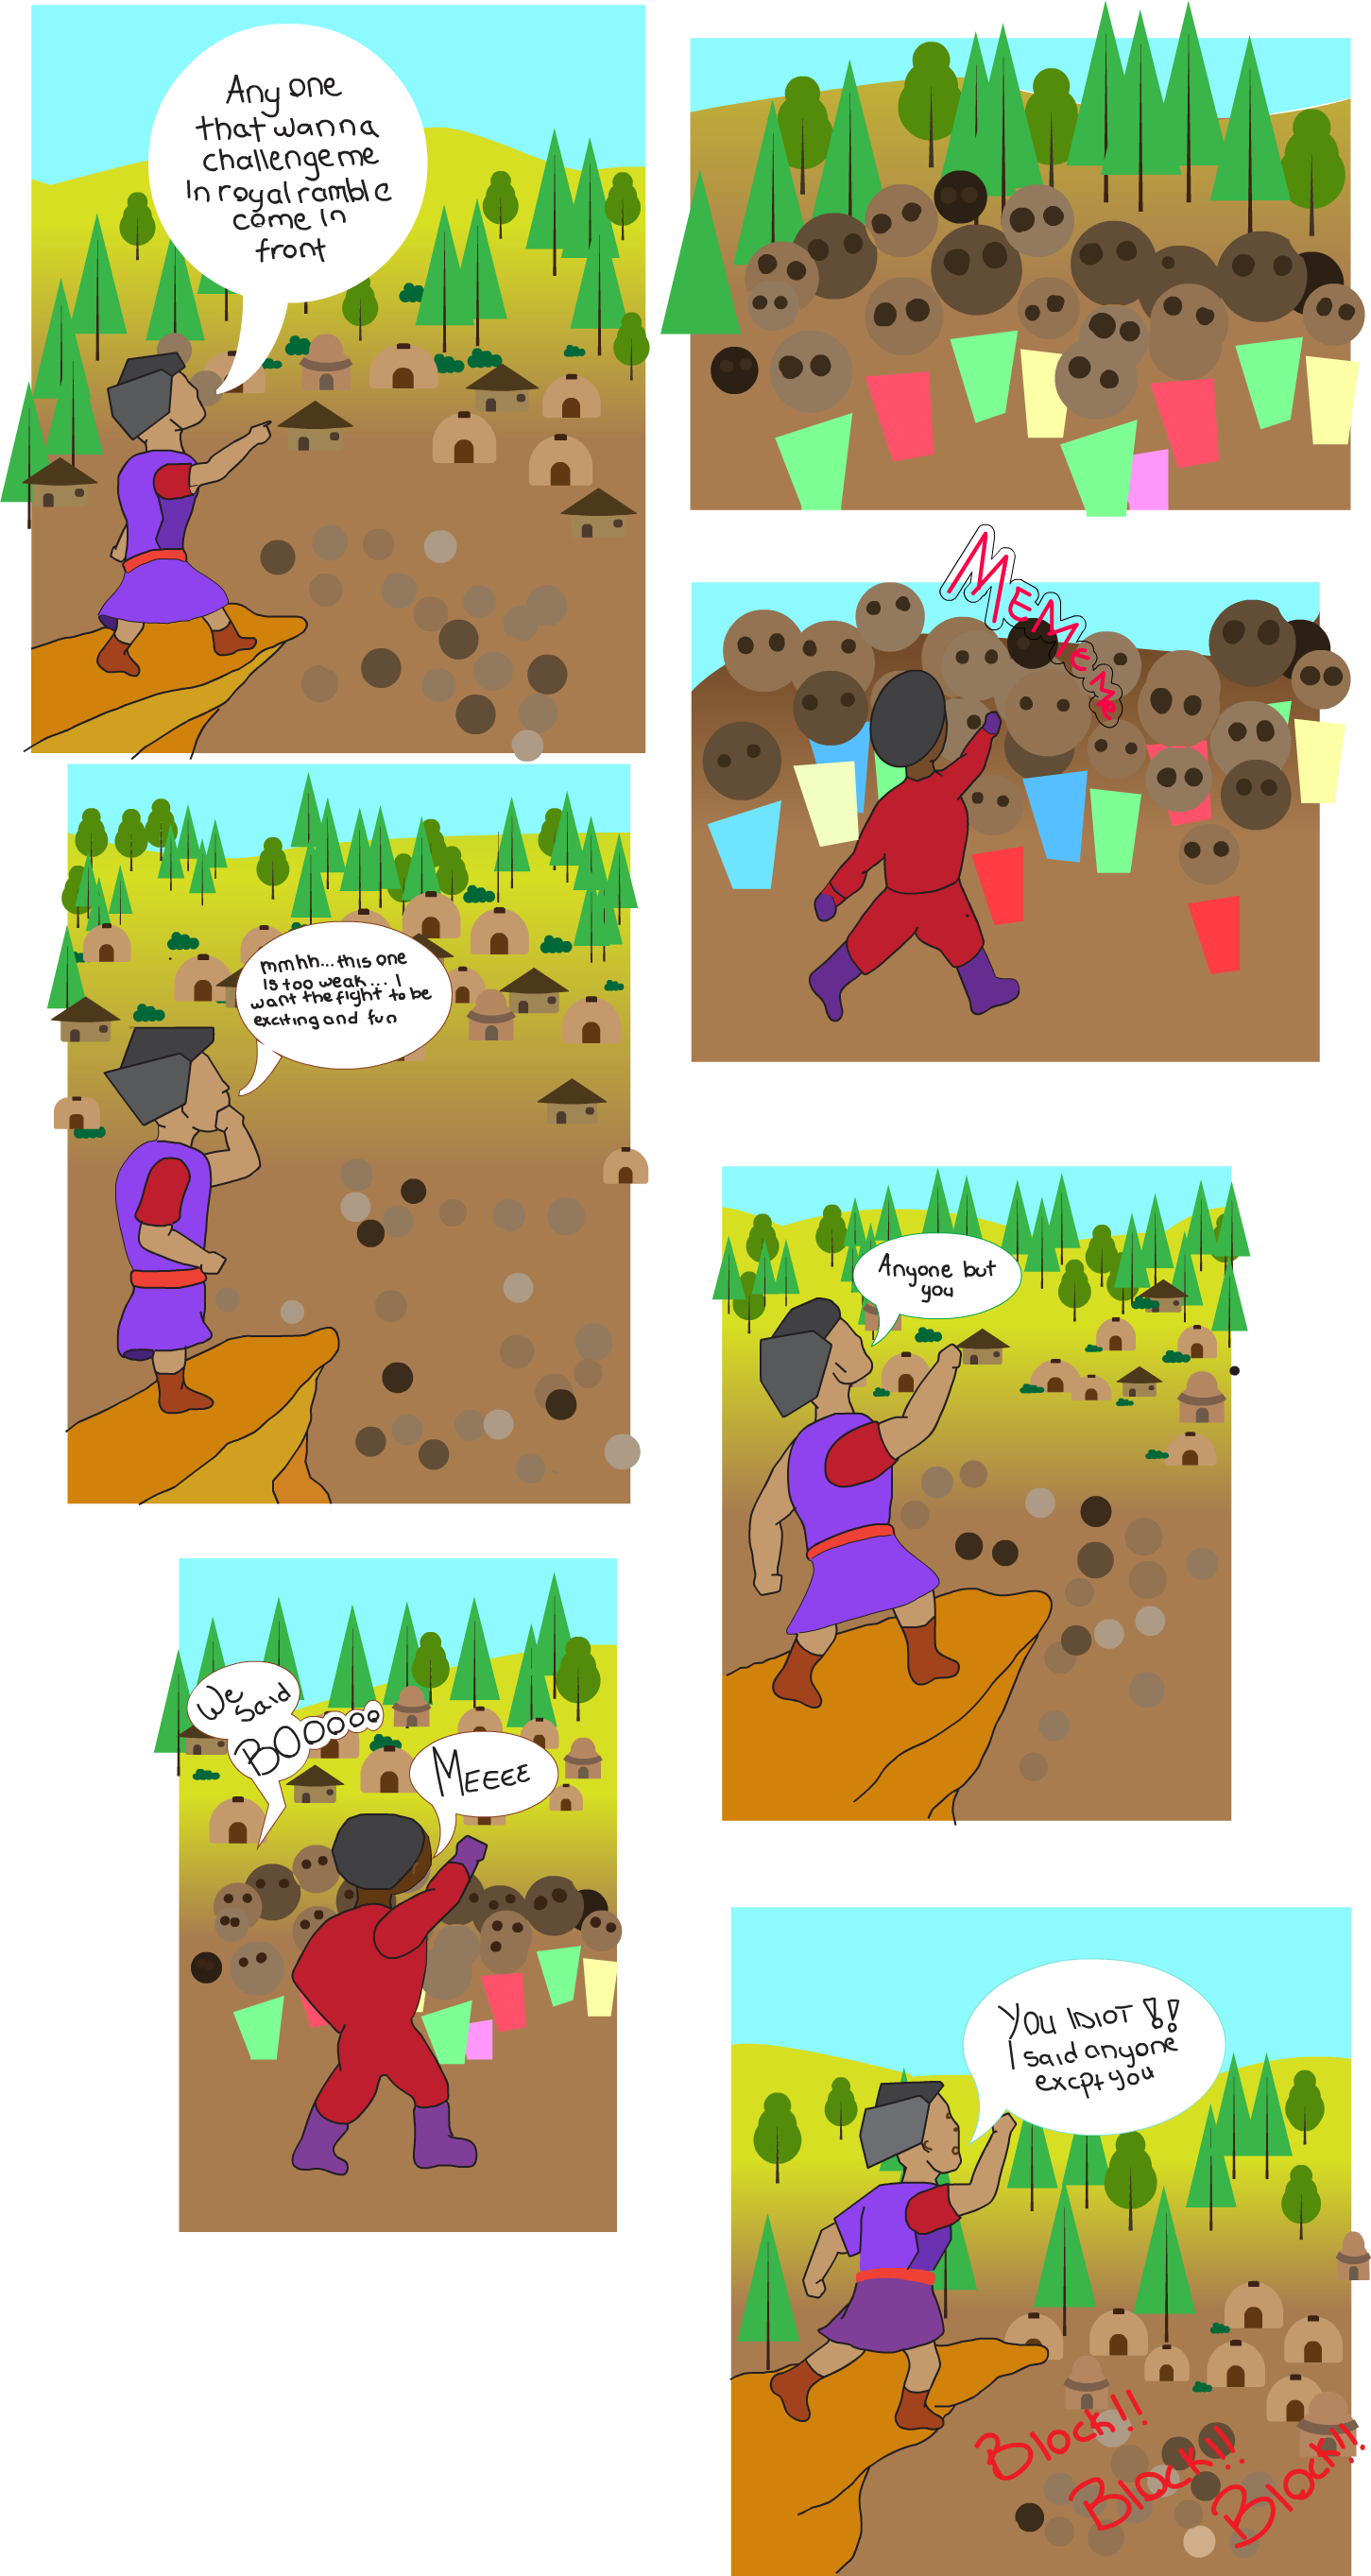 Any one
that wanna
challenge me
In royal ramble
come in
front
MEMEMEME
mmhh... this one
is too weak... I
want the fight to be
exciting and fun
Anyone but
you
We
said
BOOoooo
MEEEE
YOU IDIOT !!
I said anyone
excpt you
Block!!
Block!!!
Block!!!